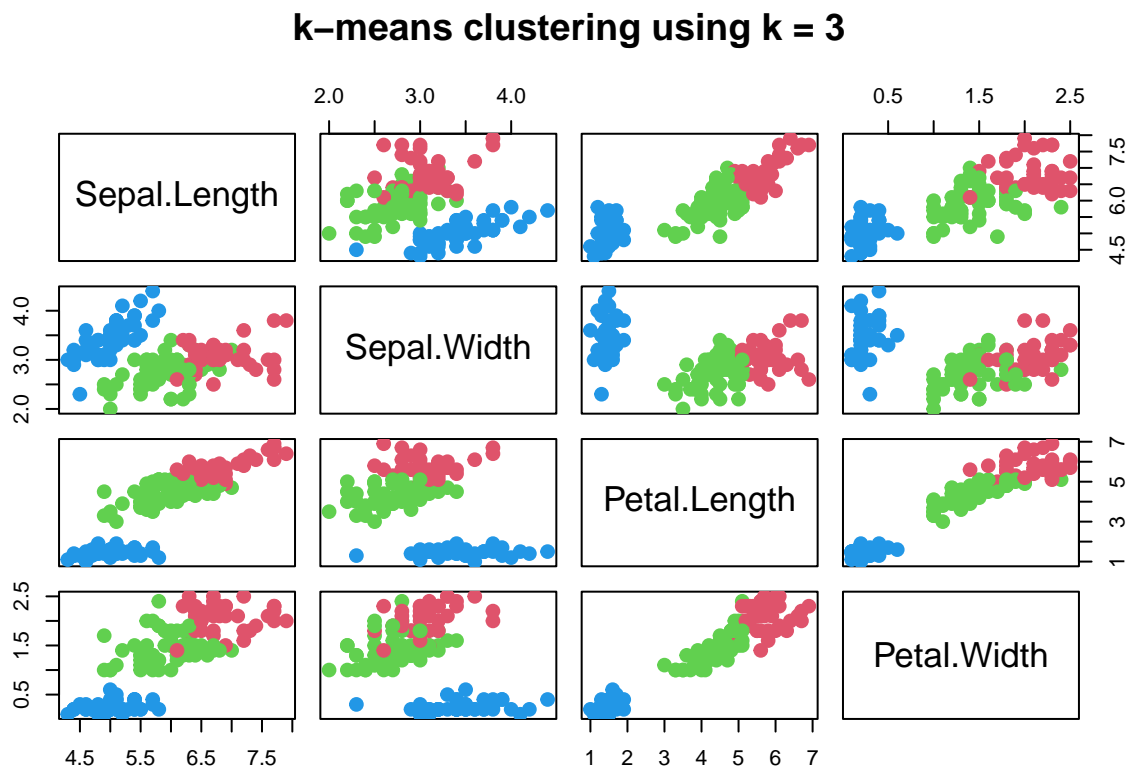 k−means clustering using k = 3
2.0 3.0 4.0
0.5 1.5 2.5
Sepal.Length
4.5 6.0 7.5
2.0 3.0 4.0
Sepal.Width
Petal.Length
1 3 5 7
0.5 1.5 2.5
Petal.Width
4.5 5.5 6.5 7.5
1 2 3 4 5 6 7